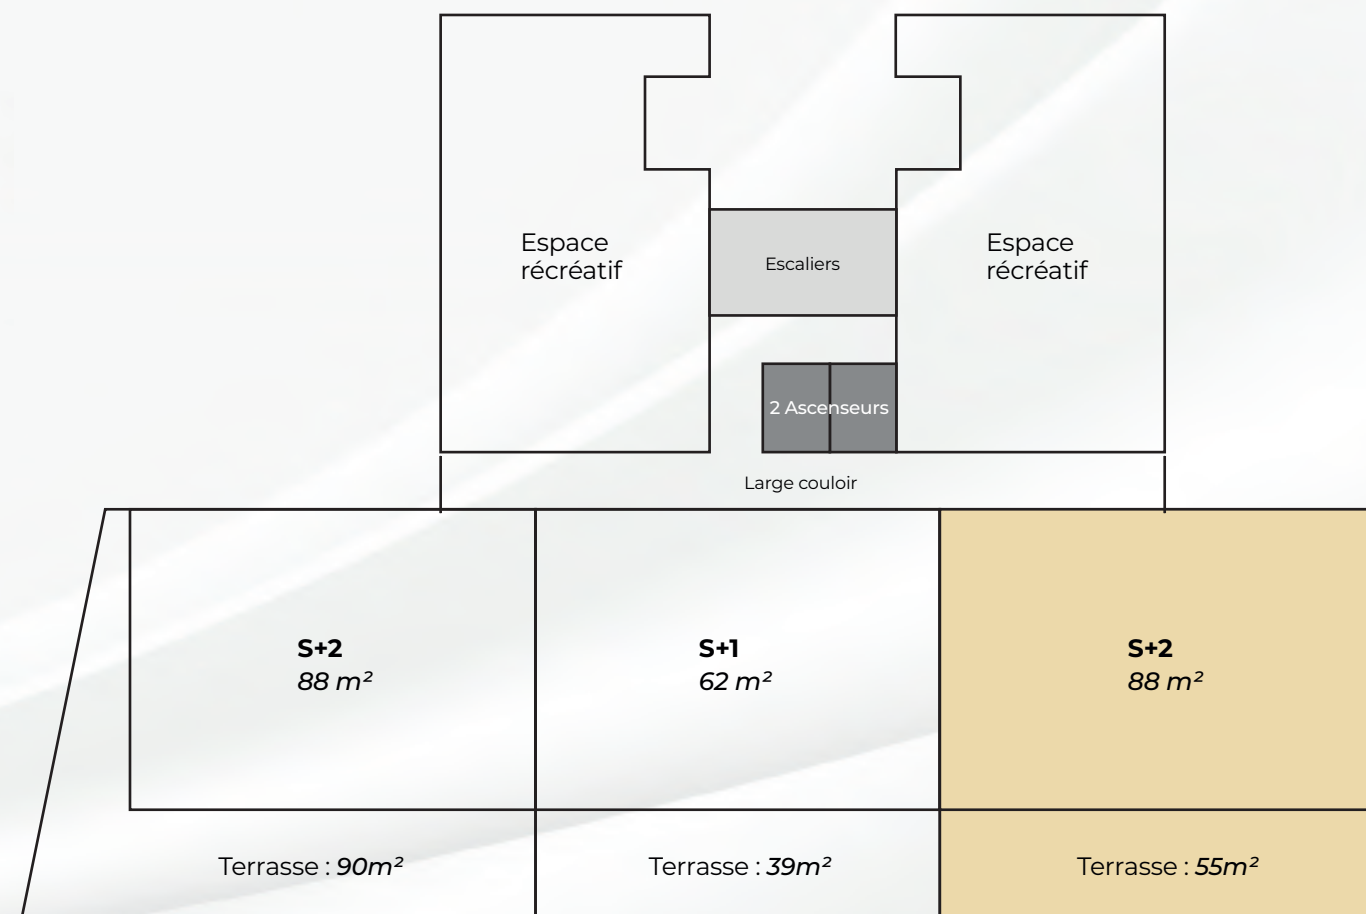 Espace
récréatif
Escaliers
Espace
récréatif
2 Ascenseurs
Large couloir
S+2
88 m²
S+1
62 m²
S+2
88 m²
Terrasse : 90m²
Terrasse : 39m²
Terrasse : 55m²